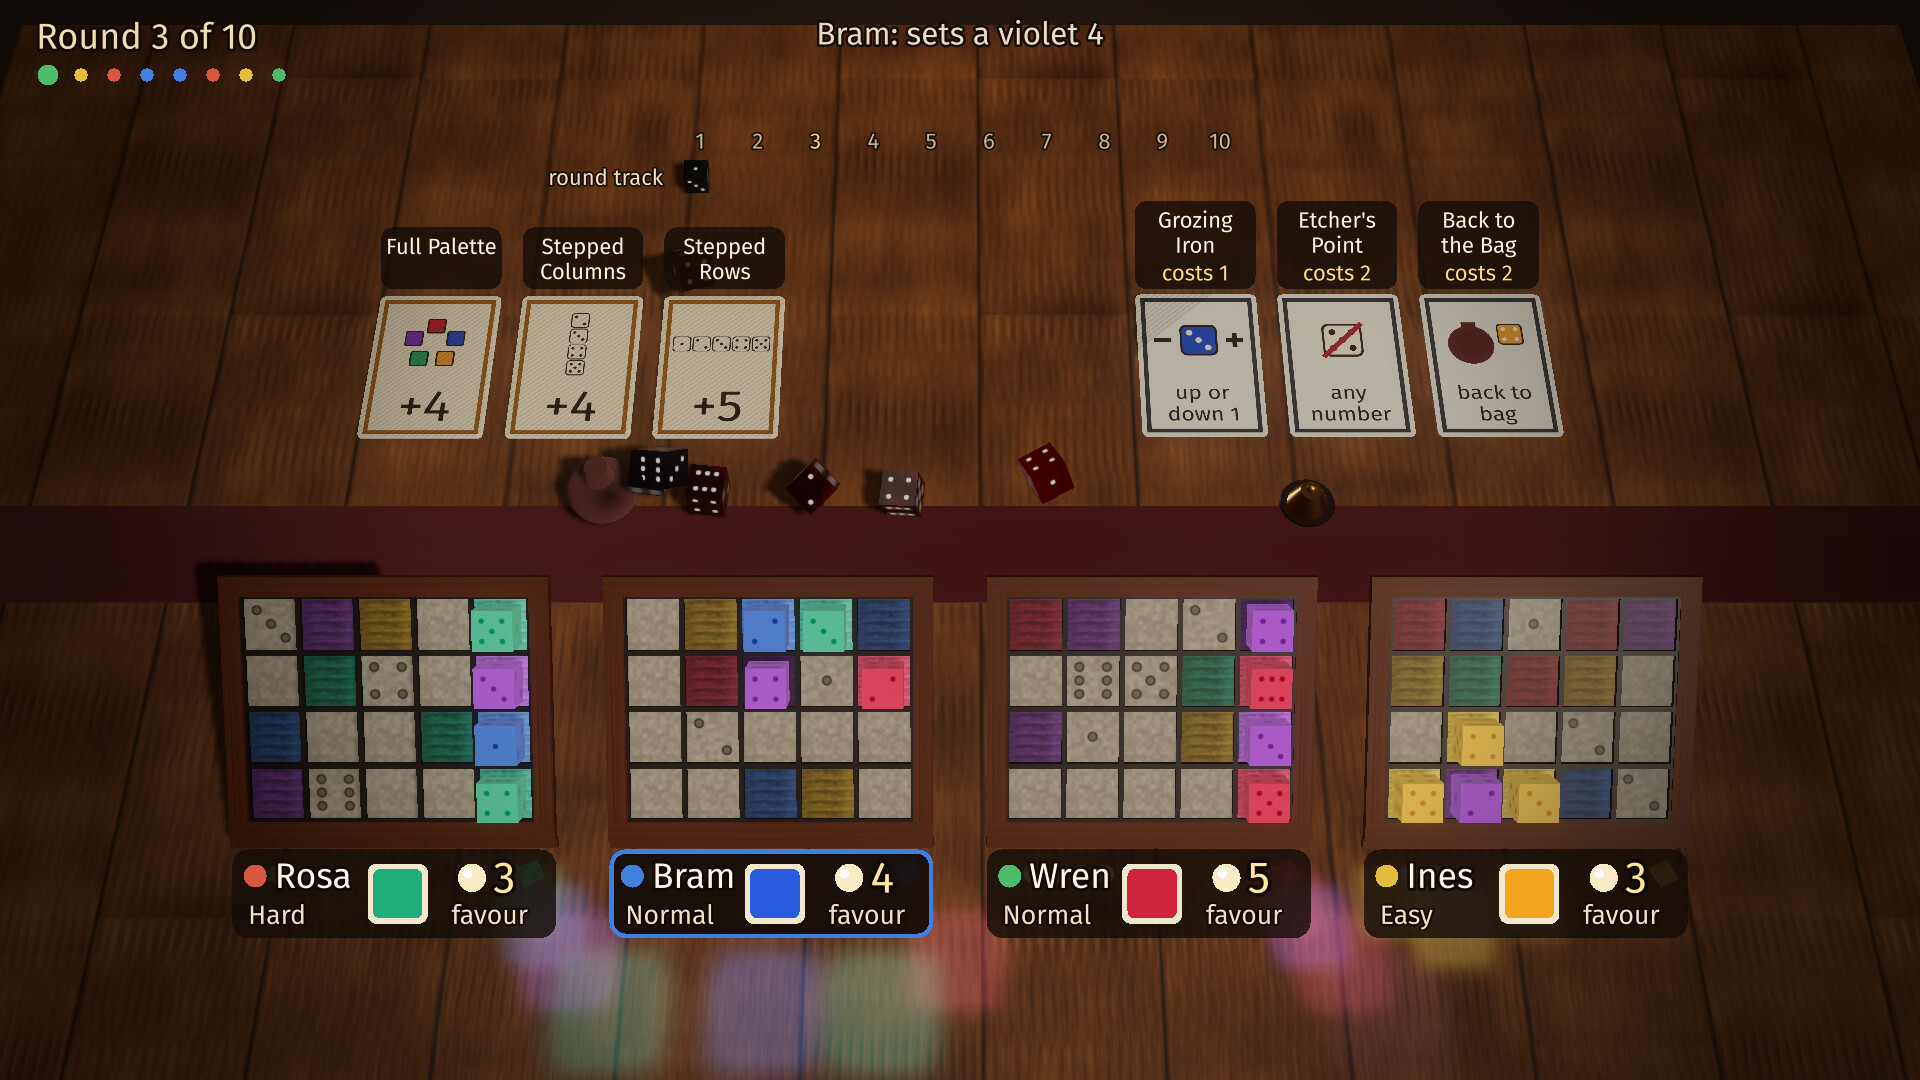 Round 3 of 10
Bram: sets a violet 4
1 2 3 4 5 6 7 8 9 10
round track
Full Palette
Stepped
Columns
Stepped
Rows
Grozing
Iron
costs 1
Etcher's
Point
costs 2
Back to
the Bag
costs 2
+4
+4
+5
- +
up or
down 1
any
number
back to
bag
Rosa
3
Hard
favour
Bram
4
Normal
favour
Wren
5
Normal
favour
Ines
3
Easy
favour